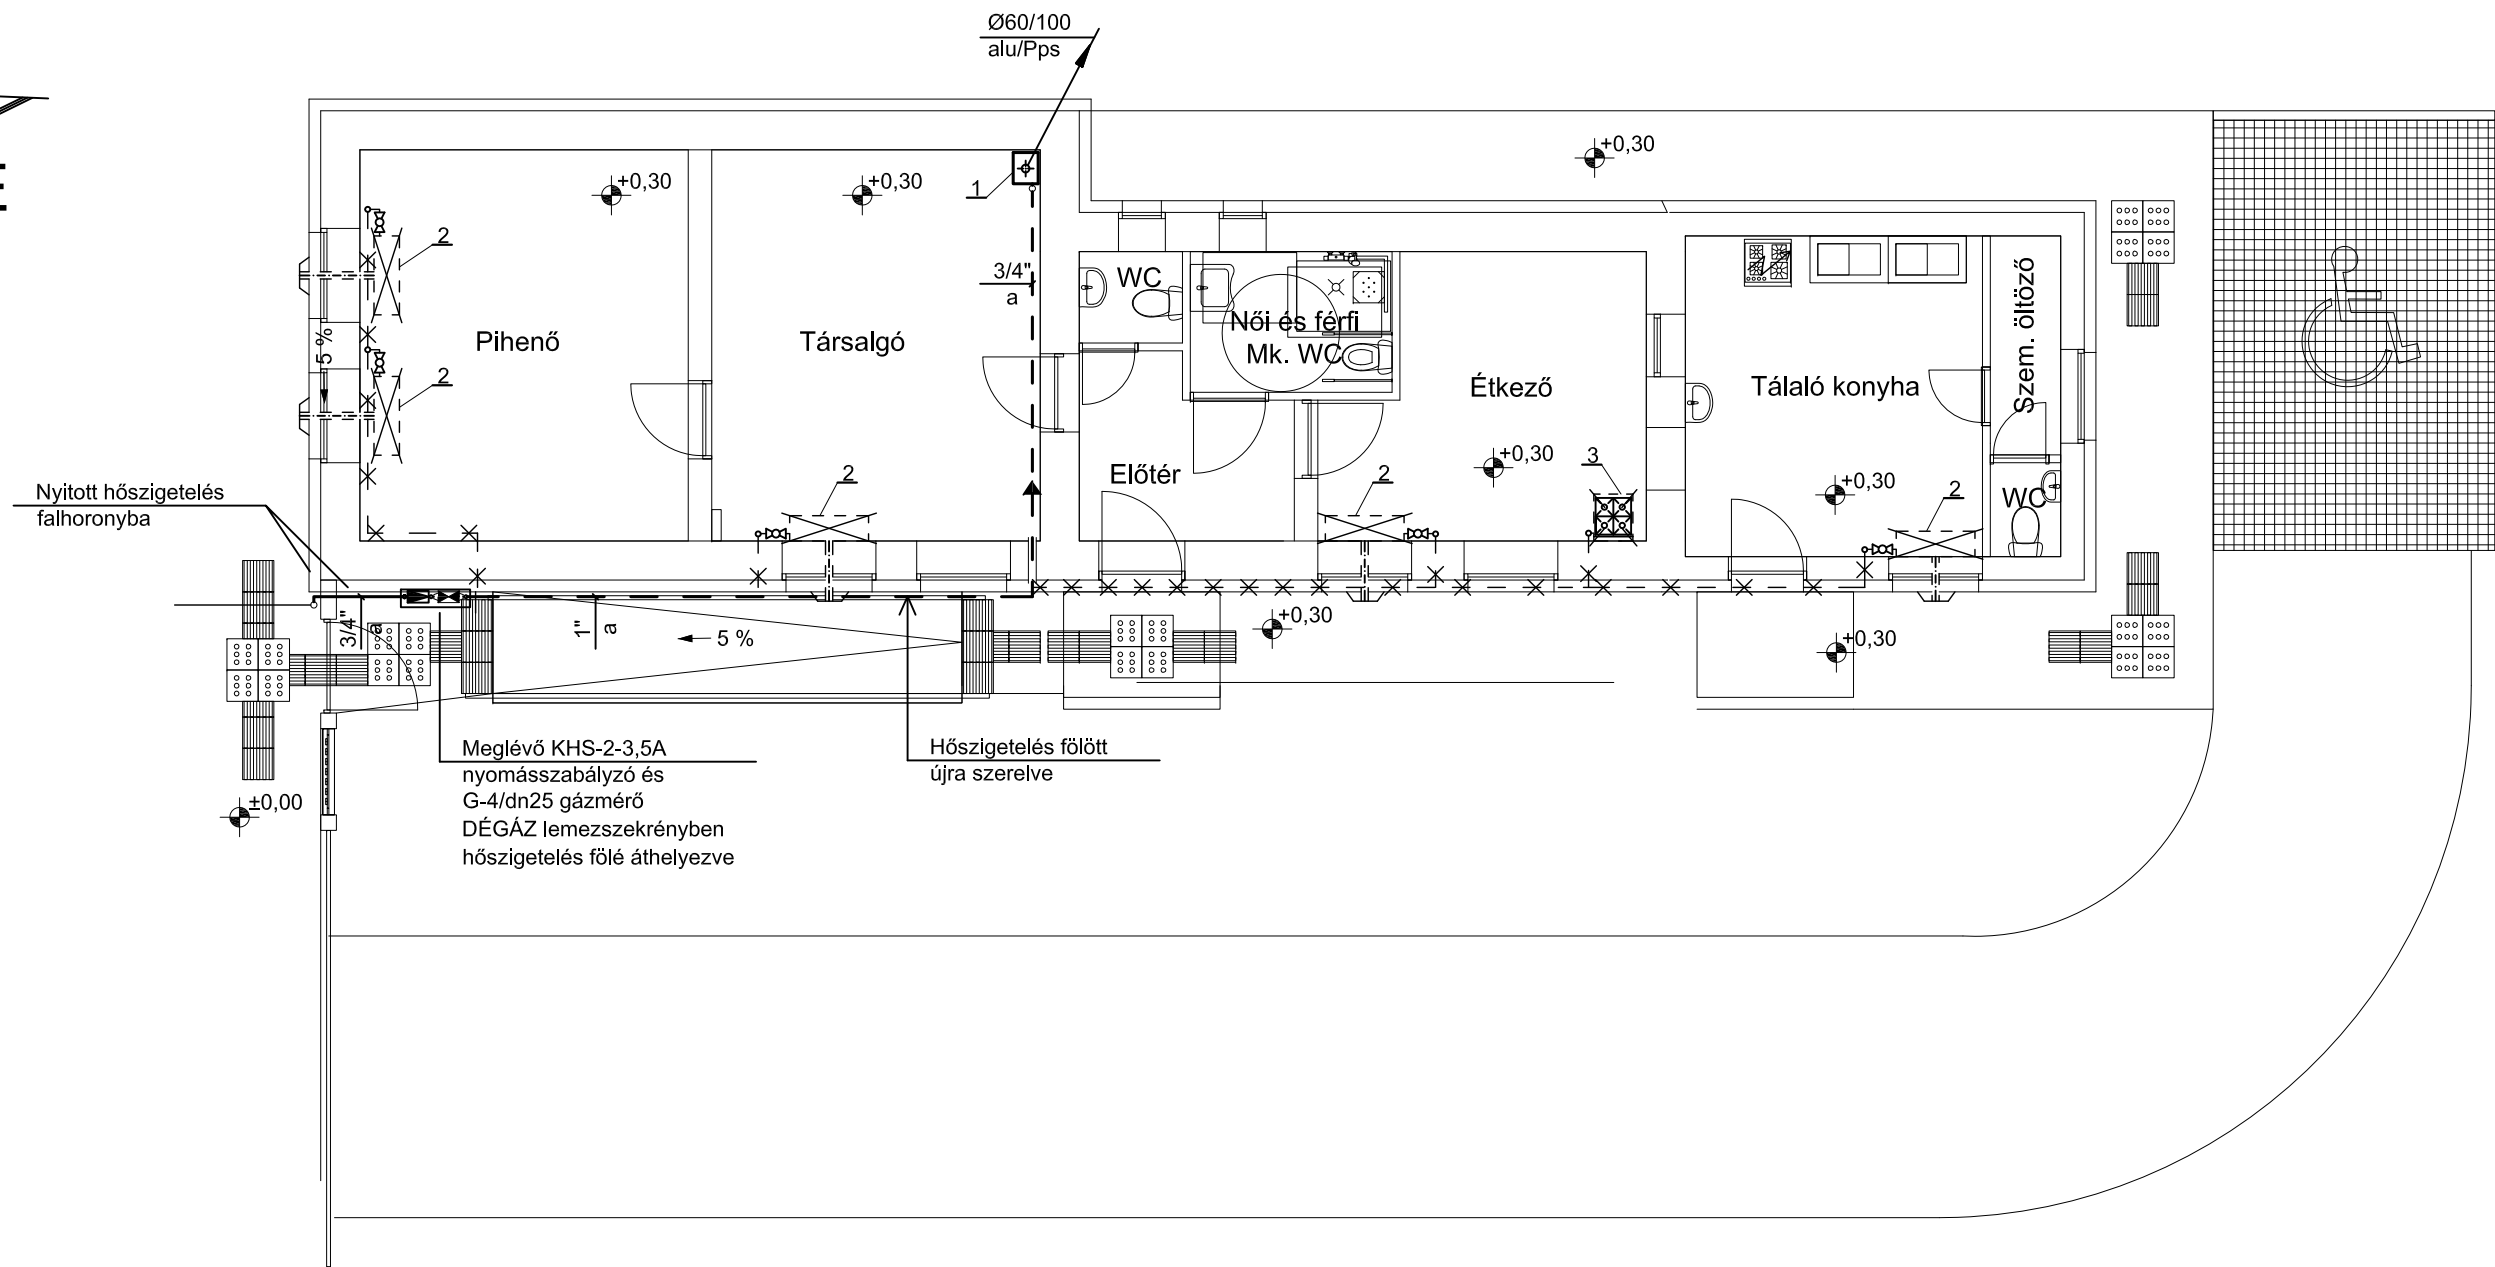 Ø60/100
alu/Pps
+0,30
+0,30
+0,30
1
2
3/4"
a
WC
Női és férfi
Mk. WC
Szem. öltöző
5 %
Pihenő
Társalgó
2
Étkező
Tálaló konyha
Előtér
+0,30
3
+0,30
2
2
2
WC
Nyitott hőszigetelés
falhoronyba
3/4"
a
1"
a
5 %
+0,30
+0,30
Meglévő KHS-2-3,5A
nyomásszabályzó és
G-4/dn25 gázmérő
DÉGÁZ lemezszekrényben
hőszigetelés fölé áthelyezve
Hőszigetelés fölött
újra szerelve
±0,00